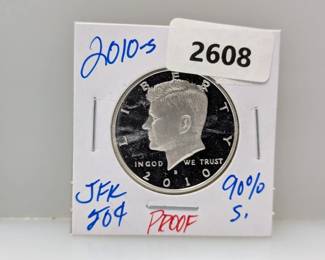 2010-S
2608
LIBERTY
IN GOD WE TRUST
S
2010
JFK
50¢
PROOF
90%
S.